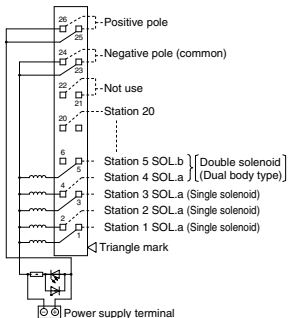 26
Positive pole
25
24
Negative pole (common)
23
22
Not use
21
Station 20
20
6
Station 5 SOL.b
Double solenoid
5
Station 4 SOL.a
(Dual body type)
4
Station 3 SOL.a (Single solenoid)
3
Station 2 SOL.a (Single solenoid)
2
Station 1 SOL.a (Single solenoid)
1
Triangle mark
Power supply terminal